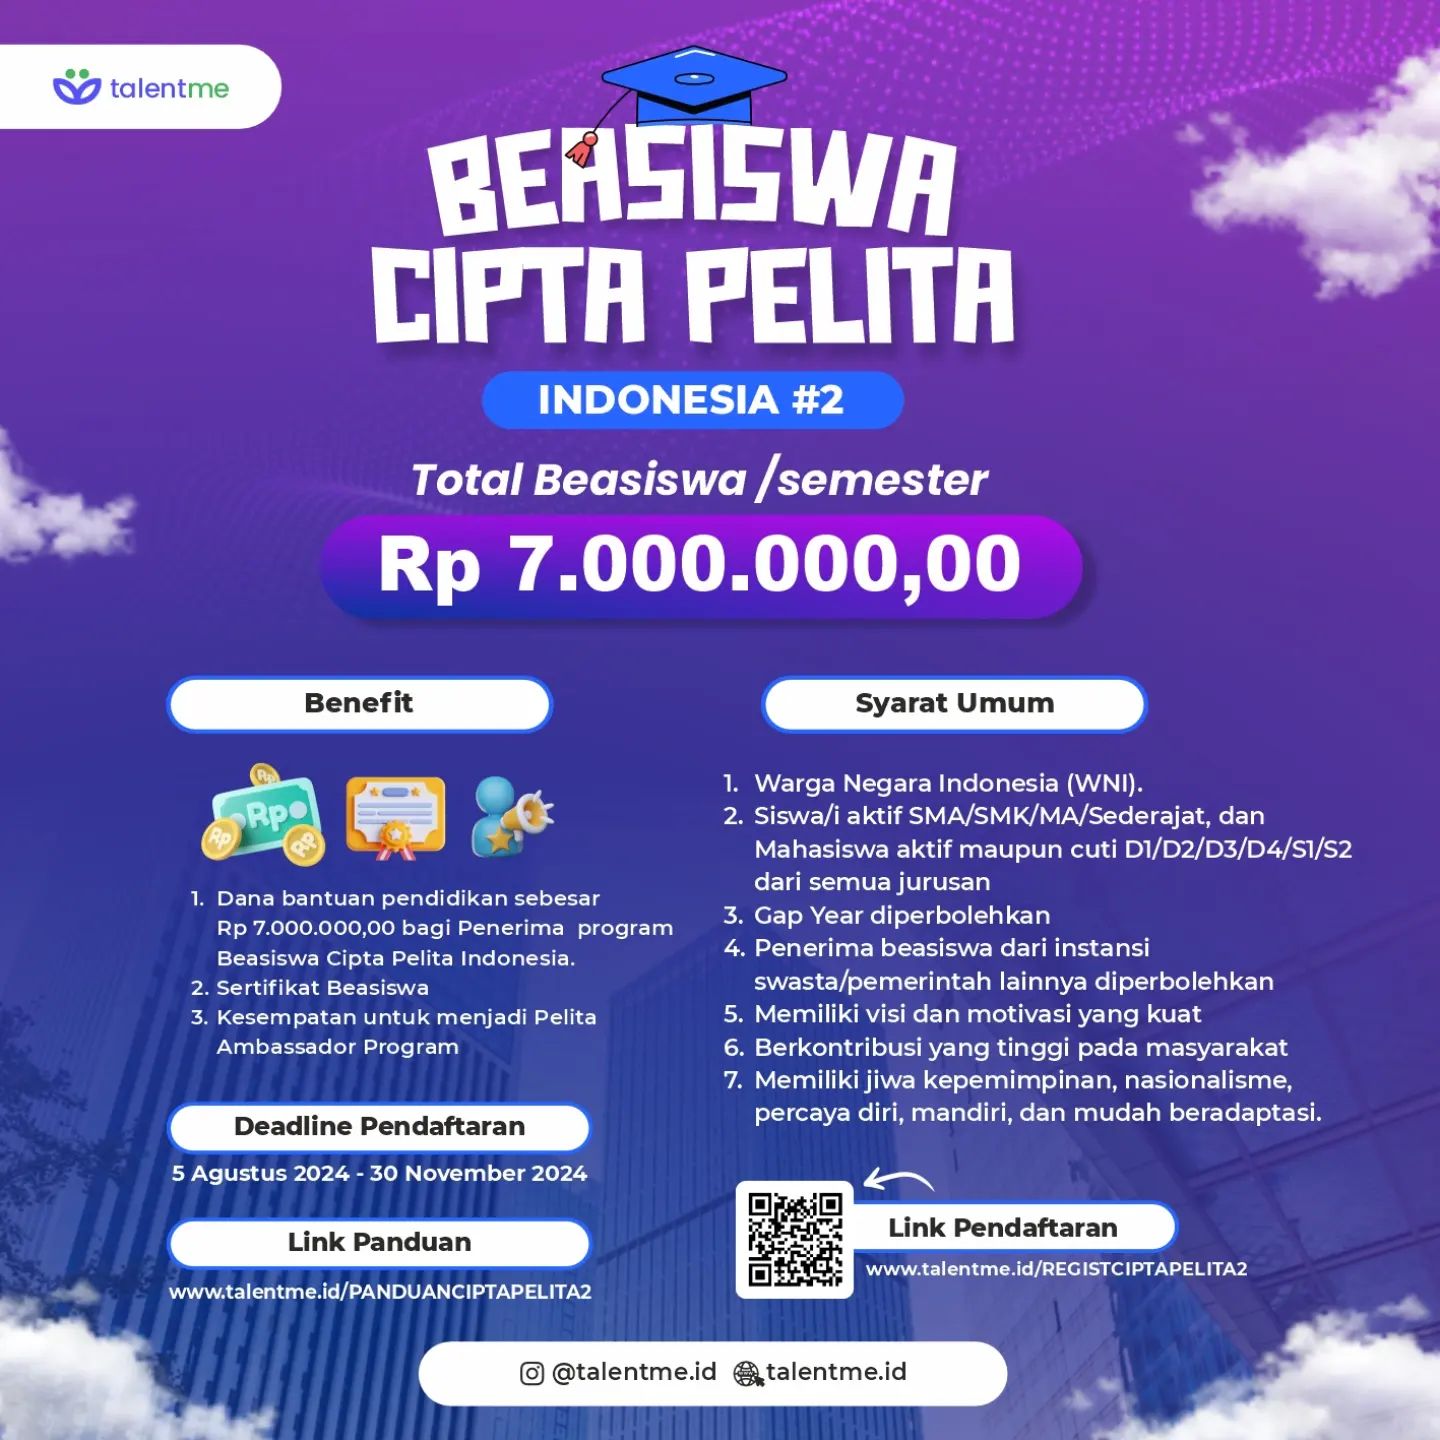 talentme
BEASISWA
CIPTA PELITA
INDONESIA #2
Total Beasiswa /semester
Rp 7.000.000,00
Benefit
Rp
Rp
Rp
Rp
1. Dana bantuan pendidikan sebesar
Rp 7.000.000,00 bagi Penerima program
Beasiswa Cipta Pelita Indonesia.
2. Sertifikat Beasiswa
3. Kesempatan untuk menjadi Pelita
Ambassador Program
Deadline Pendaftaran
5 Agustus 2024 - 30 November 2024
Link Panduan
www.talentme.id/PANDUANCIPTAPELITA2
Syarat Umum
1. Warga Negara Indonesia (WNI).
2. Siswa/i aktif SMA/SMK/MA/Sederajat, dan
Mahasiswa aktif maupun cuti D1/D2/D3/D4/S1/S2
dari semua jurusan
3. Gap Year diperbolehkan
4. Penerima beasiswa dari instansi
swasta/pemerintah lainnya diperbolehkan
5. Memiliki visi dan motivasi yang kuat
6. Berkontribusi yang tinggi pada masyarakat
7. Memiliki jiwa kepemimpinan, nasionalisme,
percaya diri, mandiri, dan mudah beradaptasi.
Link Pendaftaran
www.talentme.id/REGISTCIPTAPELITA2
@talentme.id talentme.id